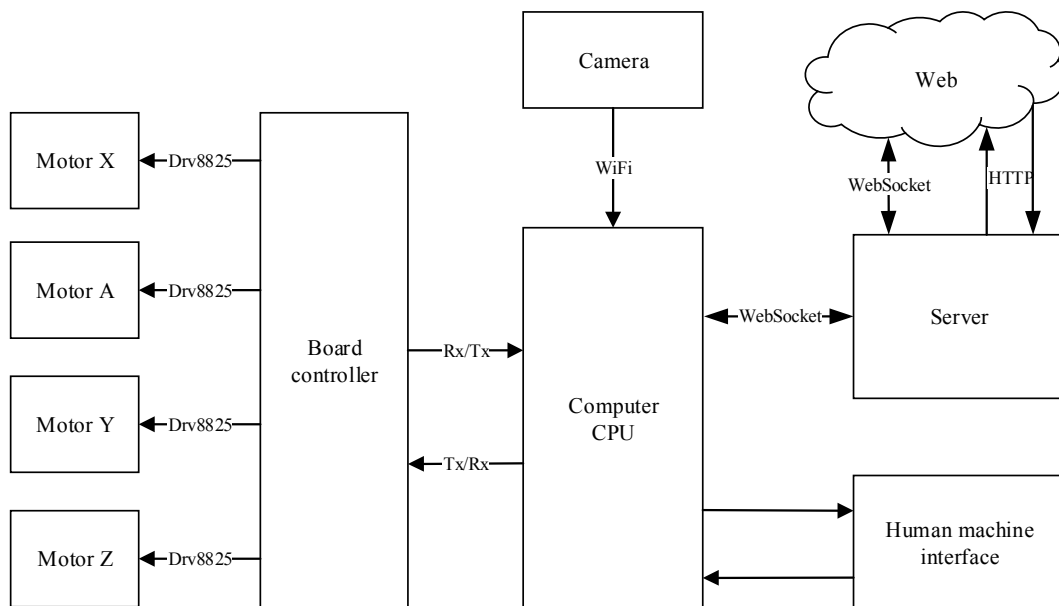 Camera
Web
Motor X
Drv8825
WiFi
WebSocket
HTTP
Motor A
Drv8825
Board
controller
Rx/Tx
WebSocket
Server
Motor Y
Drv8825
Computer
CPU
Tx/Rx
Motor Z
Drv8825
Human machine
interface